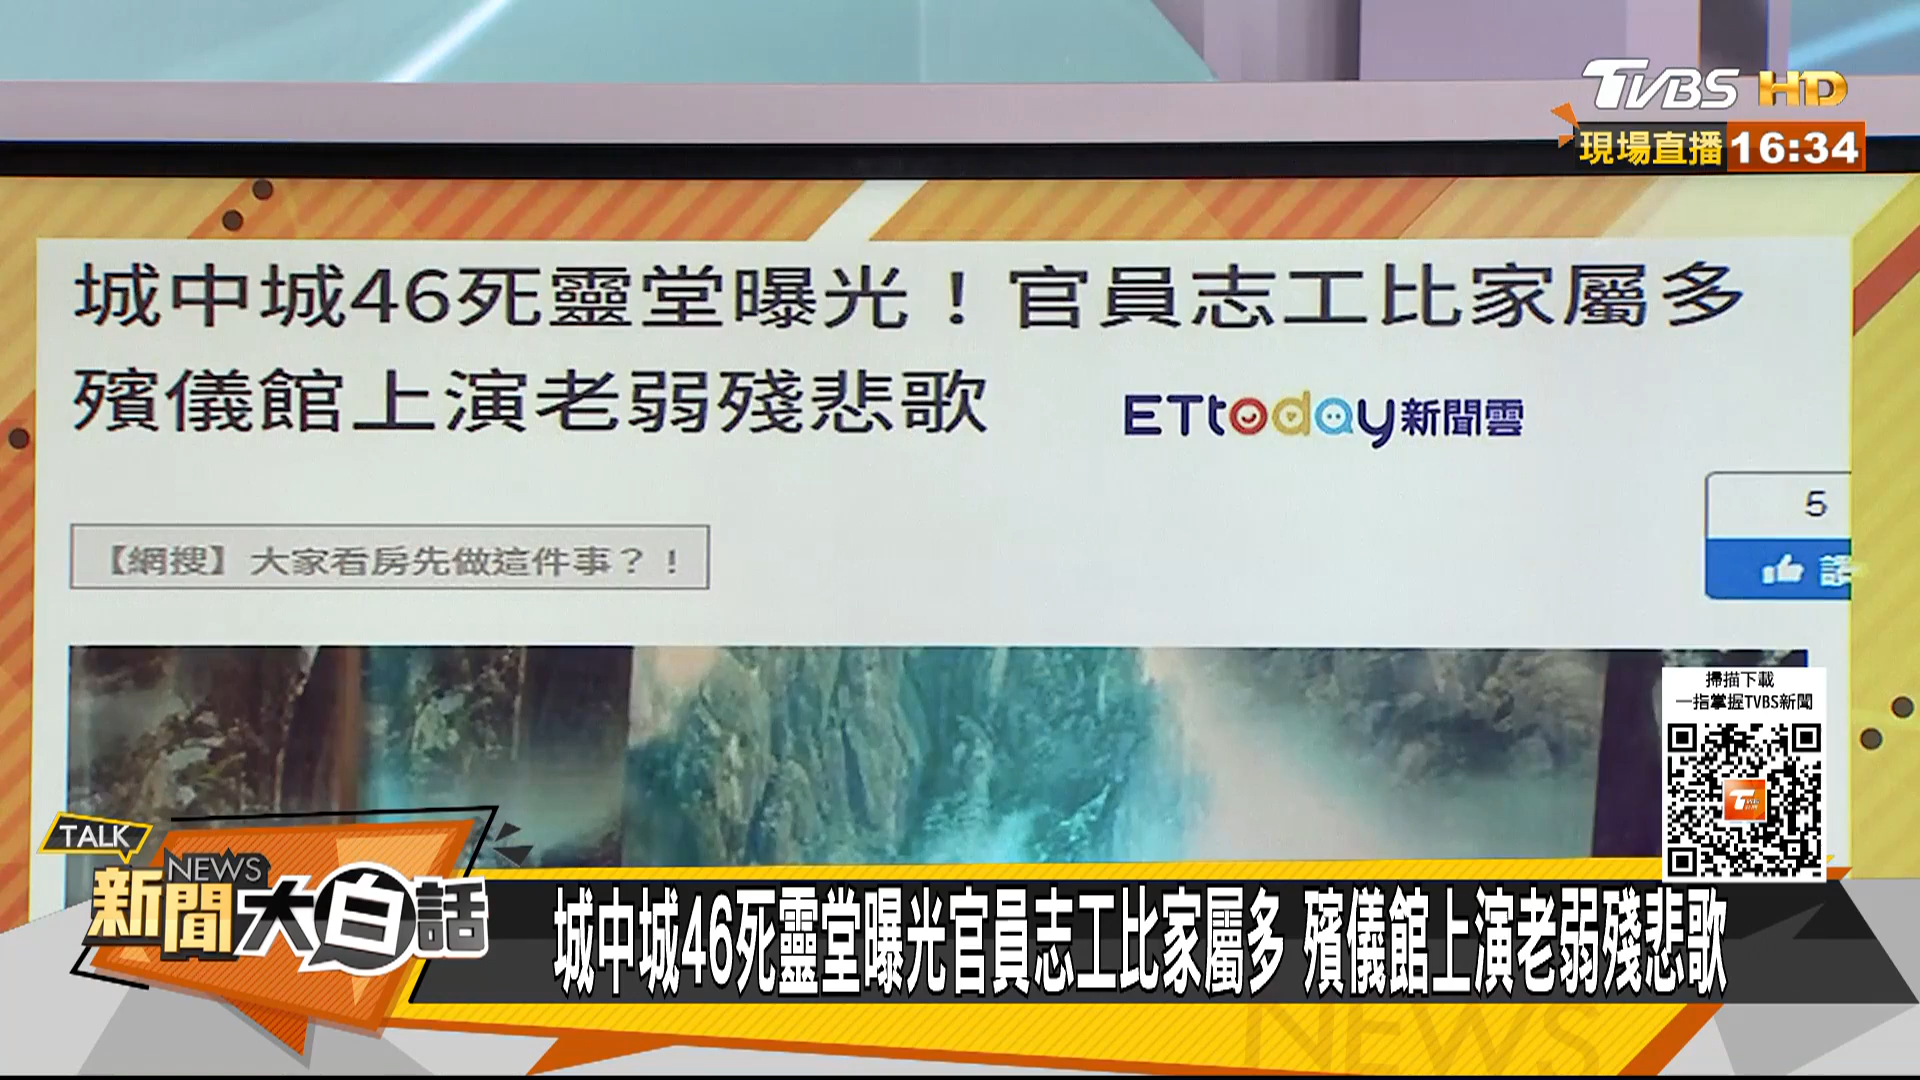 TVBS HD
現場直播 16:34
城中城46死靈堂曝光！官員志工比家屬多
殯儀館上演老弱殘悲歌
ETtoday新聞雲
5
【網搜】大家看房先做這件事？！
掃描下載
一指掌握TVBS新聞
TALK
NEWS
新聞大白話
城中城46死靈堂曝光官員志工比家屬多 殯儀館上演老弱殘悲歌
NEWS